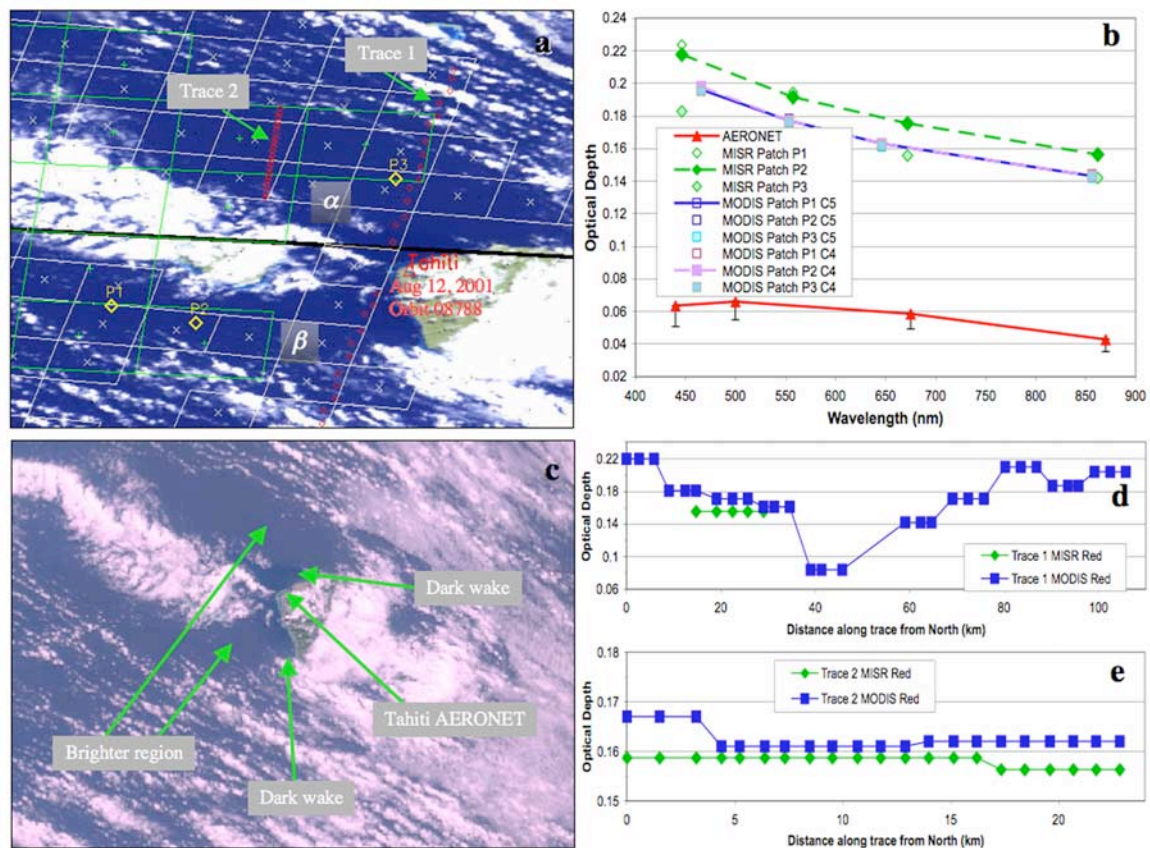 a
Trace 1
Trace 2
P3
α
Tahiti
Aug 12, 2001
Orbit 08788
P1
P2
β
b
0.24
0.22
0.2
0.18
0.16
0.14
0.12
0.1
0.08
0.06
0.04
0.02
Optical Depth
AERONET
MISR Patch P1
MISR Patch P2
MISR Patch P3
MODIS Patch P1 C5
MODIS Patch P2 C5
MODIS Patch P3 C5
MODIS Patch P1 C4
MODIS Patch P2 C4
MODIS Patch P3 C4
400 450 500 550 600 650 700 750 800 850 900
Wavelength (nm)
c
Dark wake
Tahiti AERONET
Brighter region
Dark wake
d
0.22
0.18
0.14
0.1
0.06
Optical Depth
Trace 1 MISR Red
Trace 1 MODIS Red
0 20 40 60 80 100
Distance along trace from North (km)
e
0.18
0.17
0.16
0.15
Optical Depth
Trace 2 MISR Red
Trace 2 MODIS Red
0 5 10 15 20
Distance along trace from North (km)